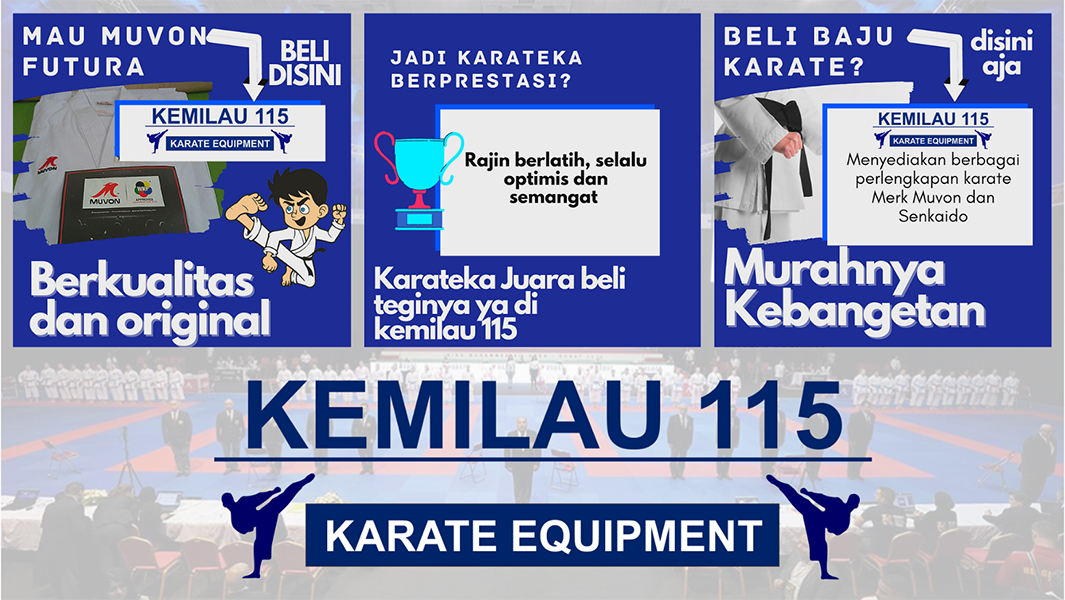 MAU MUVON
FUTURA
BELI
DISINI
KEMILAU 115
KARATE EQUIPMENT
MUVON
MUVON
APPROVED
Berkualitas
dan original
JADI KARATEKA
BERPRESTASI?
Rajin berlatih, selalu
optimis dan
semangat
Karateka Juara beli
teginya ya di
kemilau 115
BELI BAJU
KARATE?
disini
aja
KEMILAU 115
KARATE EQUIPMENT
Menyediakan berbagai
perlengkapan karate
Merk Muvon dan
Senkaido
Murahnya
Kebangetan
KEMILAU 115
KARATE EQUIPMENT